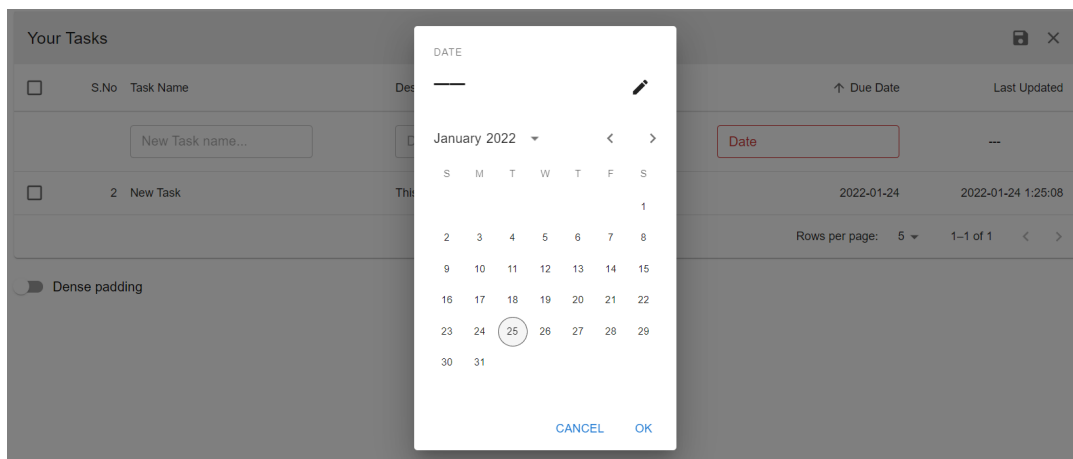 Your Tasks
S.No Task Name Des ↑ Due Date Last Updated
New Task name... D Date ---
2 New Task This 2022-01-24 2022-01-24 1:25:08
Rows per page: 5 1–1 of 1
Dense padding
DATE
——
January 2022
S M T W T F S
1
2 3 4 5 6 7 8
9 10 11 12 13 14 15
16 17 18 19 20 21 22
23 24 25 26 27 28 29
30 31
CANCEL OK